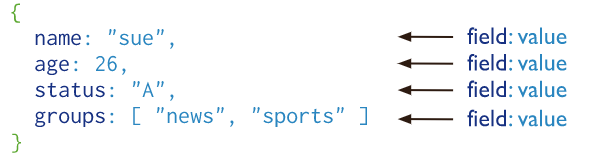 {
name: "sue", field: value
age: 26, field: value
status: "A", field: value
groups: [ "news", "sports" ] field: value
}